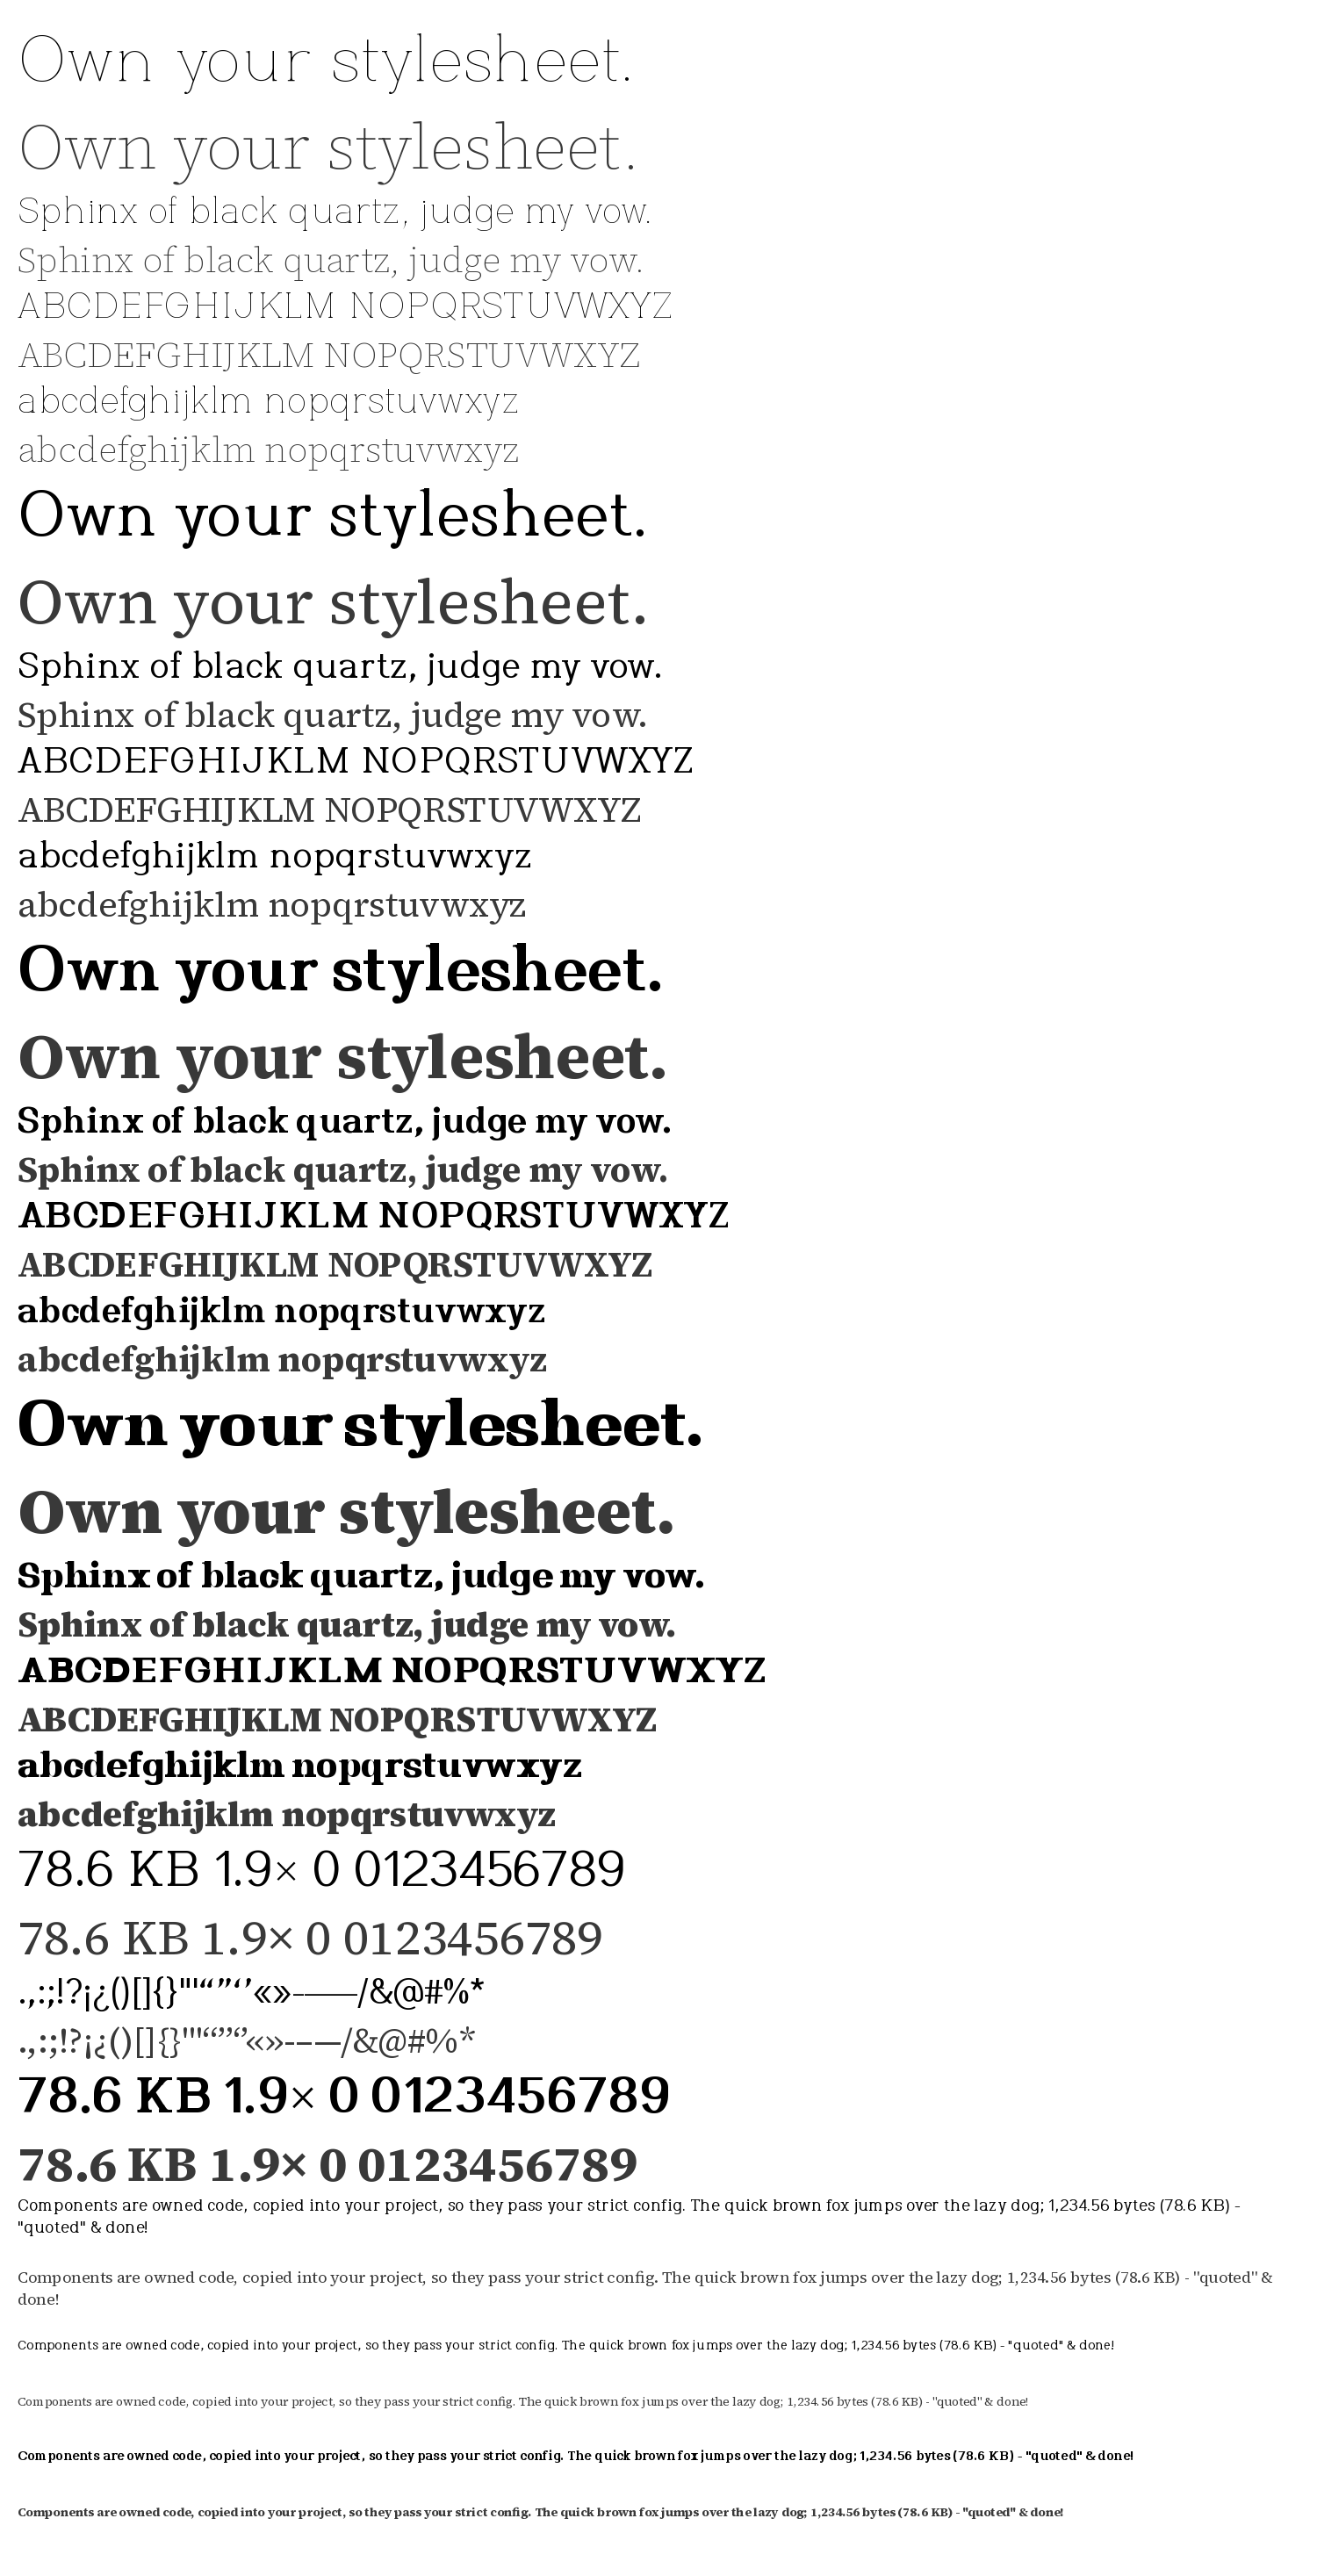 Own your stylesheet.
Own your stylesheet.
Sphinx of black quartz, judge my vow.
Sphinx of black quartz, judge my vow.
ABCDEFGHIJKLM NOPQRSTUVWXYZ
ABCDEFGHIJKLM NOPQRSTUVWXYZ
abcdefghijklm nopqrstuvwxyz
abcdefghijklm nopqrstuvwxyz
Own your stylesheet.
Own your stylesheet.
Sphinx of black quartz, judge my vow.
Sphinx of black quartz, judge my vow.
ABCDEFGHIJKLM NOPQRSTUVWXYZ
ABCDEFGHIJKLM NOPQRSTUVWXYZ
abcdefghijklm nopqrstuvwxyz
abcdefghijklm nopqrstuvwxyz
Own your stylesheet.
Own your stylesheet.
Sphinx of black quartz, judge my vow.
Sphinx of black quartz, judge my vow.
ABCDEFGHIJKLM NOPQRSTUVWXYZ
ABCDEFGHIJKLM NOPQRSTUVWXYZ
abcdefghijklm nopqrstuvwxyz
abcdefghijklm nopqrstuvwxyz
Own your stylesheet.
Own your stylesheet.
Sphinx of black quartz, judge my vow.
Sphinx of black quartz, judge my vow.
ABCDEFGHIJKLM NOPQRSTUVWXYZ
ABCDEFGHIJKLM NOPQRSTUVWXYZ
abcdefghijklm nopqrstuvwxyz
abcdefghijklm nopqrstuvwxyz
78.6 KB 1.9× 0 0123456789
78.6 KB 1.9× 0 0123456789
.,:;!?¡¿()[]{}"'“”‘’«»-–—/&@#%*
.,:;!?¡¿()[]{}"'“”‘’«»-–—/&@#%*
78.6 KB 1.9× 0 0123456789
78.6 KB 1.9× 0 0123456789
Components are owned code, copied into your project, so they pass your strict config. The quick brown fox jumps over the lazy dog; 1,234.56 bytes (78.6 KB) -
"quoted" & done!
Components are owned code, copied into your project, so they pass your strict config. The quick brown fox jumps over the lazy dog; 1,234.56 bytes (78.6 KB) - "quoted" &
done!
Components are owned code, copied into your project, so they pass your strict config. The quick brown fox jumps over the lazy dog; 1,234.56 bytes (78.6 KB) - "quoted" & done!
Components are owned code, copied into your project, so they pass your strict config. The quick brown fox jumps over the lazy dog; 1,234.56 bytes (78.6 KB) - "quoted" & done!
Components are owned code, copied into your project, so they pass your strict config. The quick brown fox jumps over the lazy dog; 1,234.56 bytes (78.6 KB) - "quoted" & done!
Components are owned code, copied into your project, so they pass your strict config. The quick brown fox jumps over the lazy dog; 1,234.56 bytes (78.6 KB) - "quoted" & done!